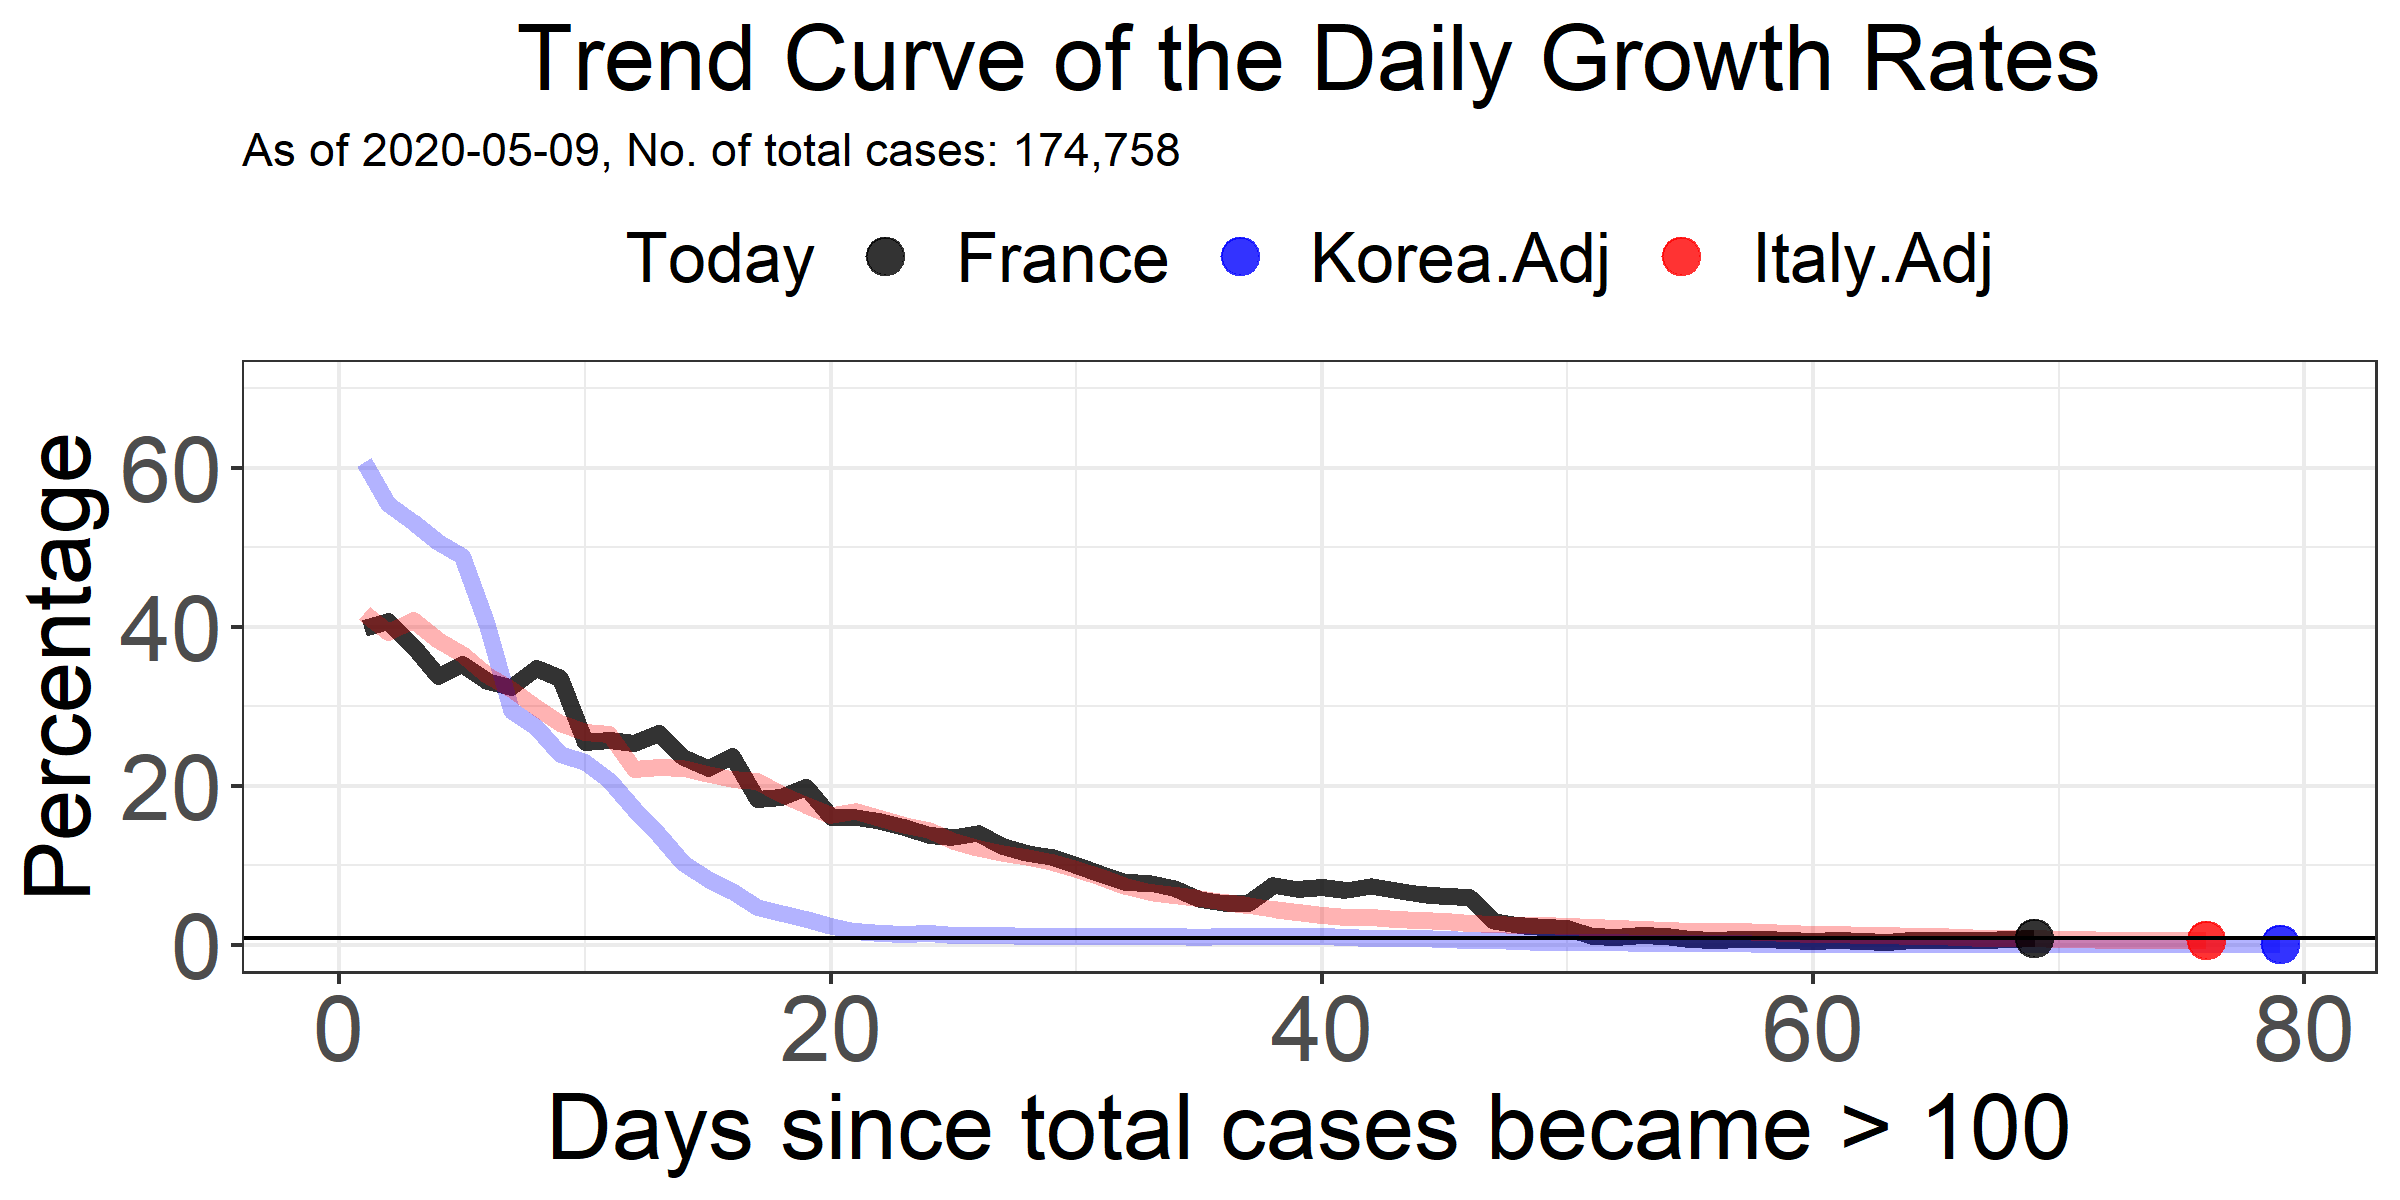 Trend Curve of the Daily Growth Rates
As of 2020-05-09, No. of total cases: 174,758
Today France Korea.Adj Italy.Adj
Percentage
60
40
20
0
0 20 40 60 80
Days since total cases became > 100